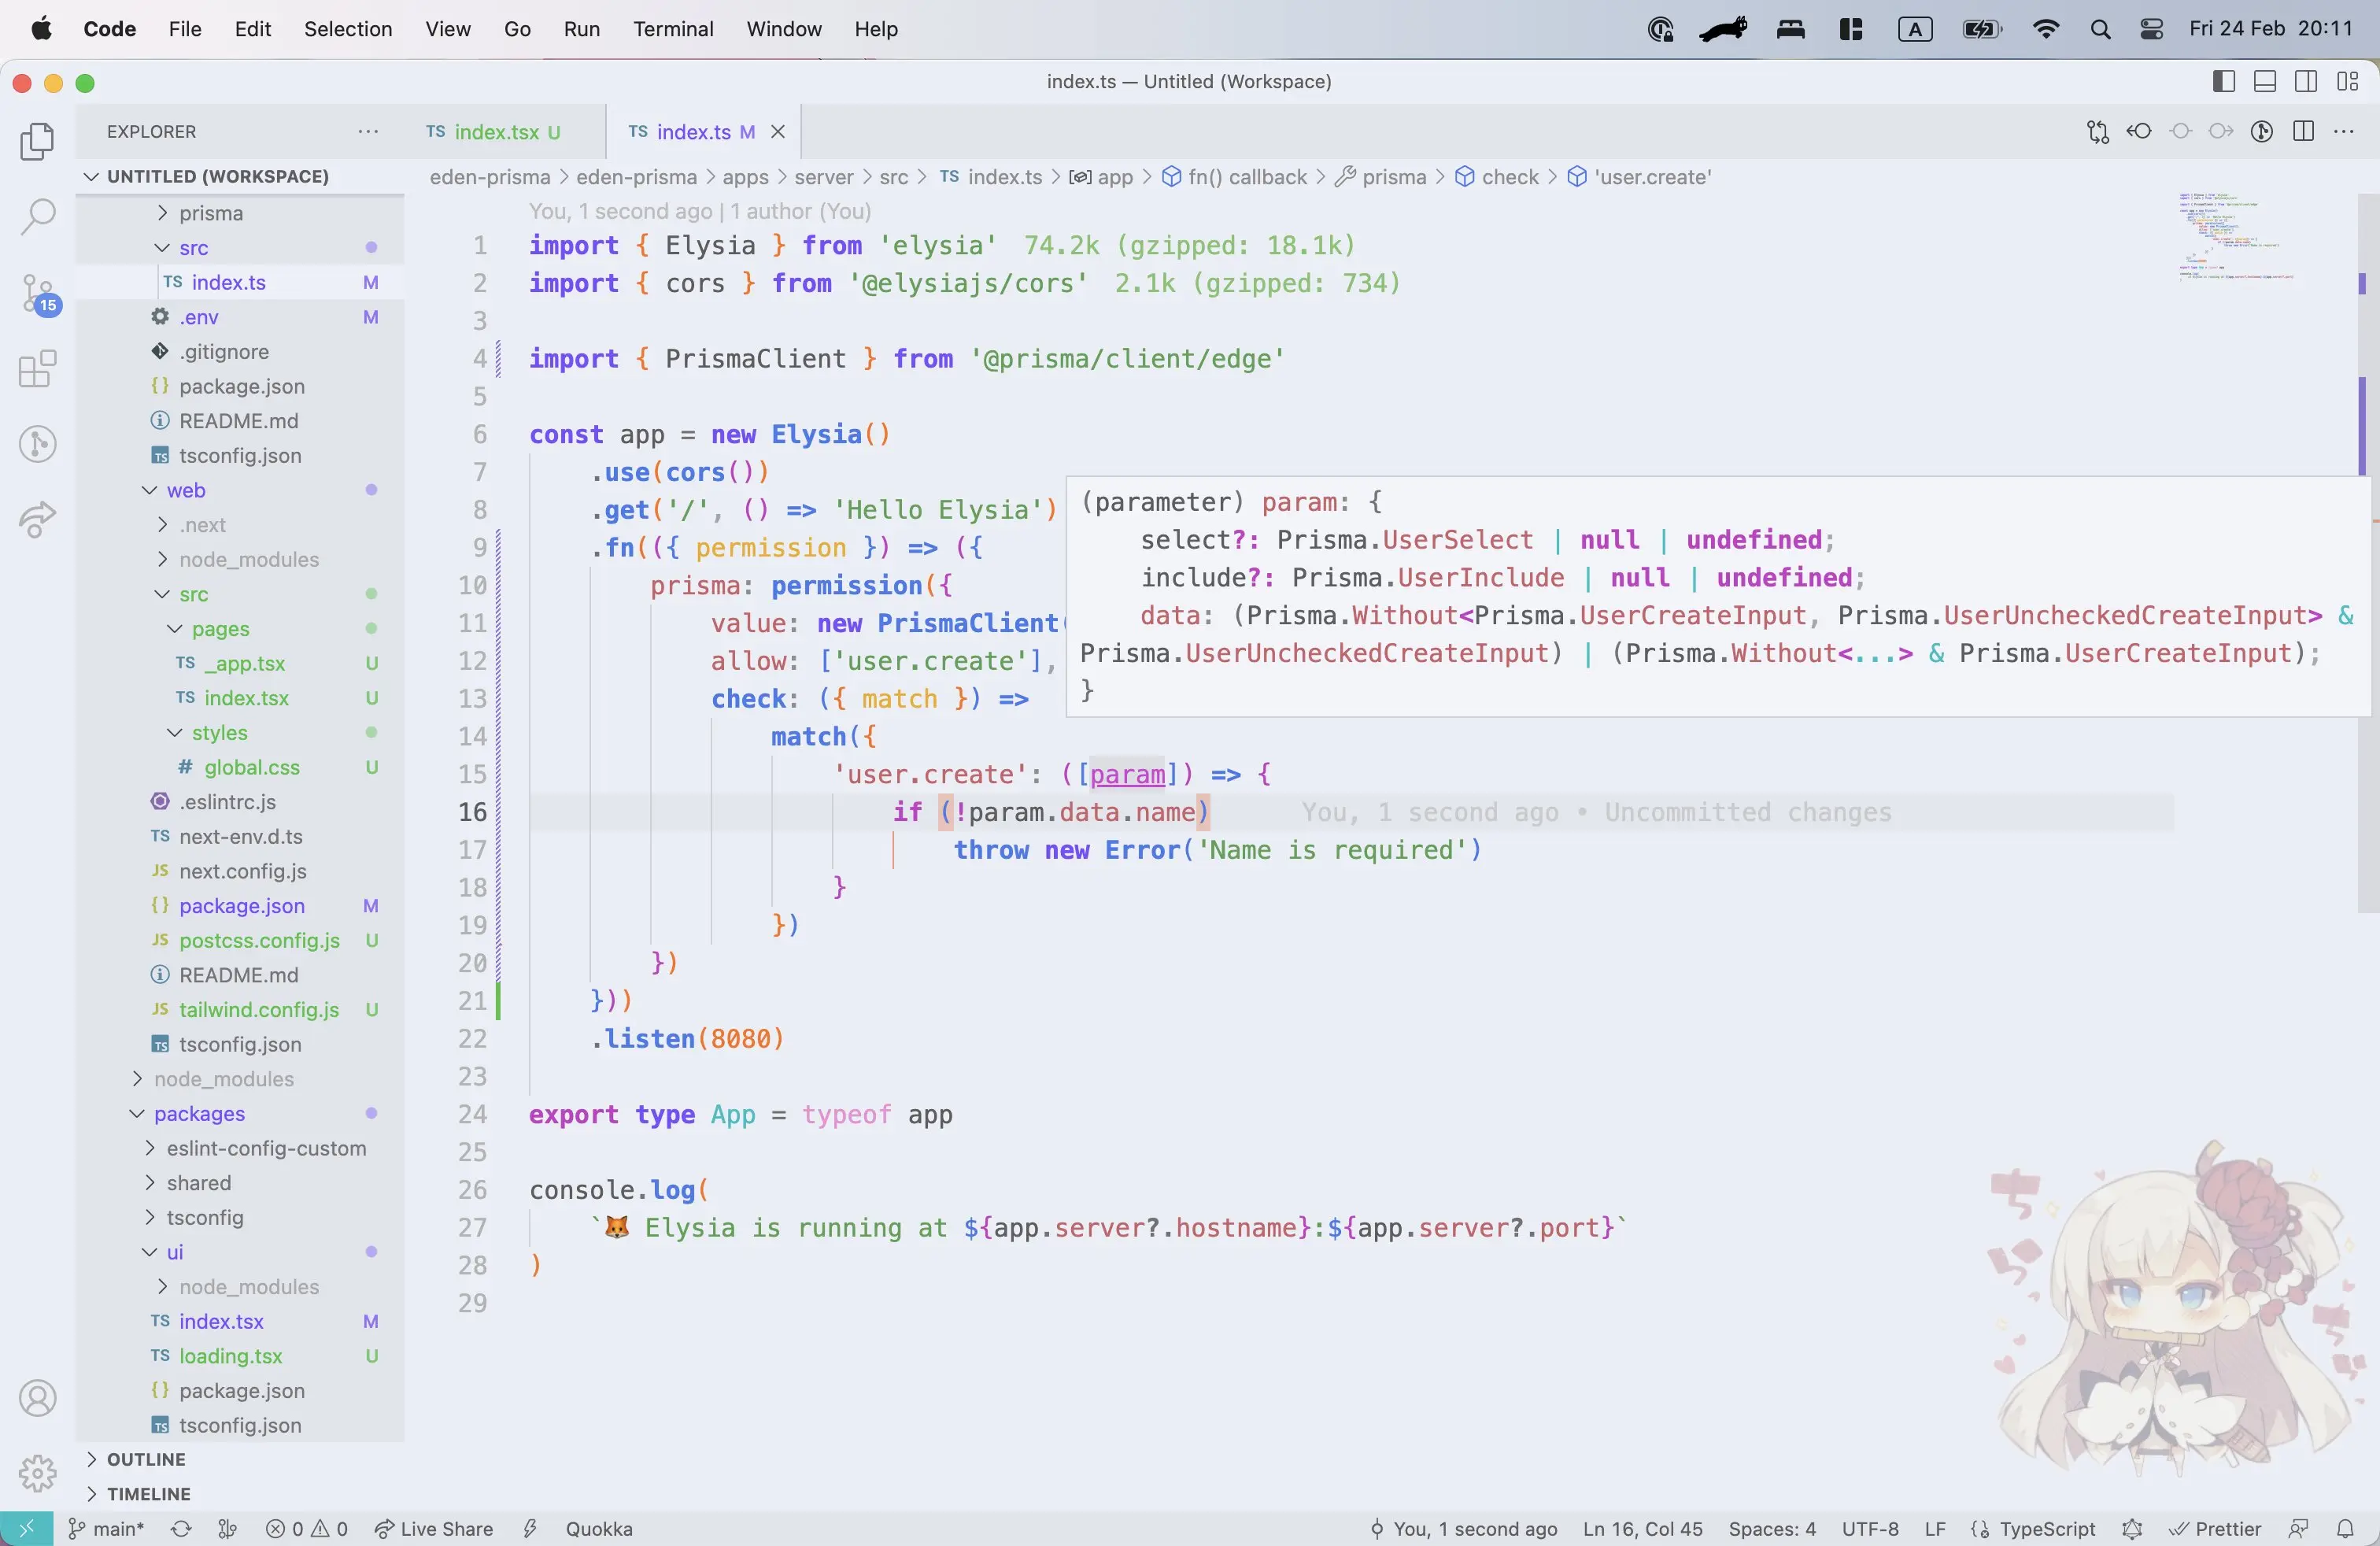 Code File Edit Selection View Go Run Terminal Window Help A Fri 24 Feb 20:11
index.ts — Untitled (Workspace)
EXPLORER ···
TS index.tsx U TS index.ts M
UNTITLED (WORKSPACE)
eden-prisma > eden-prisma > apps > server > src > TS index.ts > app > fn() callback > prisma > check > 'user.create'
prisma
src
TS index.ts M
.env M
.gitignore
{} package.json
README.md
TS tsconfig.json
web
.next
node_modules
src
pages
TS _app.tsx U
TS index.tsx U
styles
# global.css U
.eslintrc.js
TS next-env.d.ts
JS next.config.js
{} package.json M
JS postcss.config.js U
README.md
JS tailwind.config.js U
TS tsconfig.json
node_modules
packages
eslint-config-custom
shared
tsconfig
ui
node_modules
TS index.tsx M
TS loading.tsx U
{} package.json
TS tsconfig.json
OUTLINE
TIMELINE
15
You, 1 second ago | 1 author (You)
1 import { Elysia } from 'elysia' 74.2k (gzipped: 18.1k)
2 import { cors } from '@elysiajs/cors' 2.1k (gzipped: 734)
3
4 import { PrismaClient } from '@prisma/client/edge'
5
6 const app = new Elysia()
7 .use(cors())
8 .get('/', () => 'Hello Elysia')
9 .fn(({ permission }) => ({
10 prisma: permission({
11 value: new PrismaClient(
12 allow: ['user.create'],
13 check: ({ match }) =>
14 match({
15 'user.create': ([param]) => {
16 if (!param.data.name) You, 1 second ago • Uncommitted changes
17 throw new Error('Name is required')
18 }
19 })
20 })
21 }))
22 .listen(8080)
23
24 export type App = typeof app
25
26 console.log(
27 `🦊 Elysia is running at ${app.server?.hostname}:${app.server?.port}`
28 )
29
(parameter) param: {
select?: Prisma.UserSelect | null | undefined;
include?: Prisma.UserInclude | null | undefined;
data: (Prisma.Without<Prisma.UserCreateInput, Prisma.UserUncheckedCreateInput> &
Prisma.UserUncheckedCreateInput) | (Prisma.Without<...> & Prisma.UserCreateInput);
}
main* 0 0 Live Share Quokka You, 1 second ago Ln 16, Col 45 Spaces: 4 UTF-8 LF TypeScript Prettier